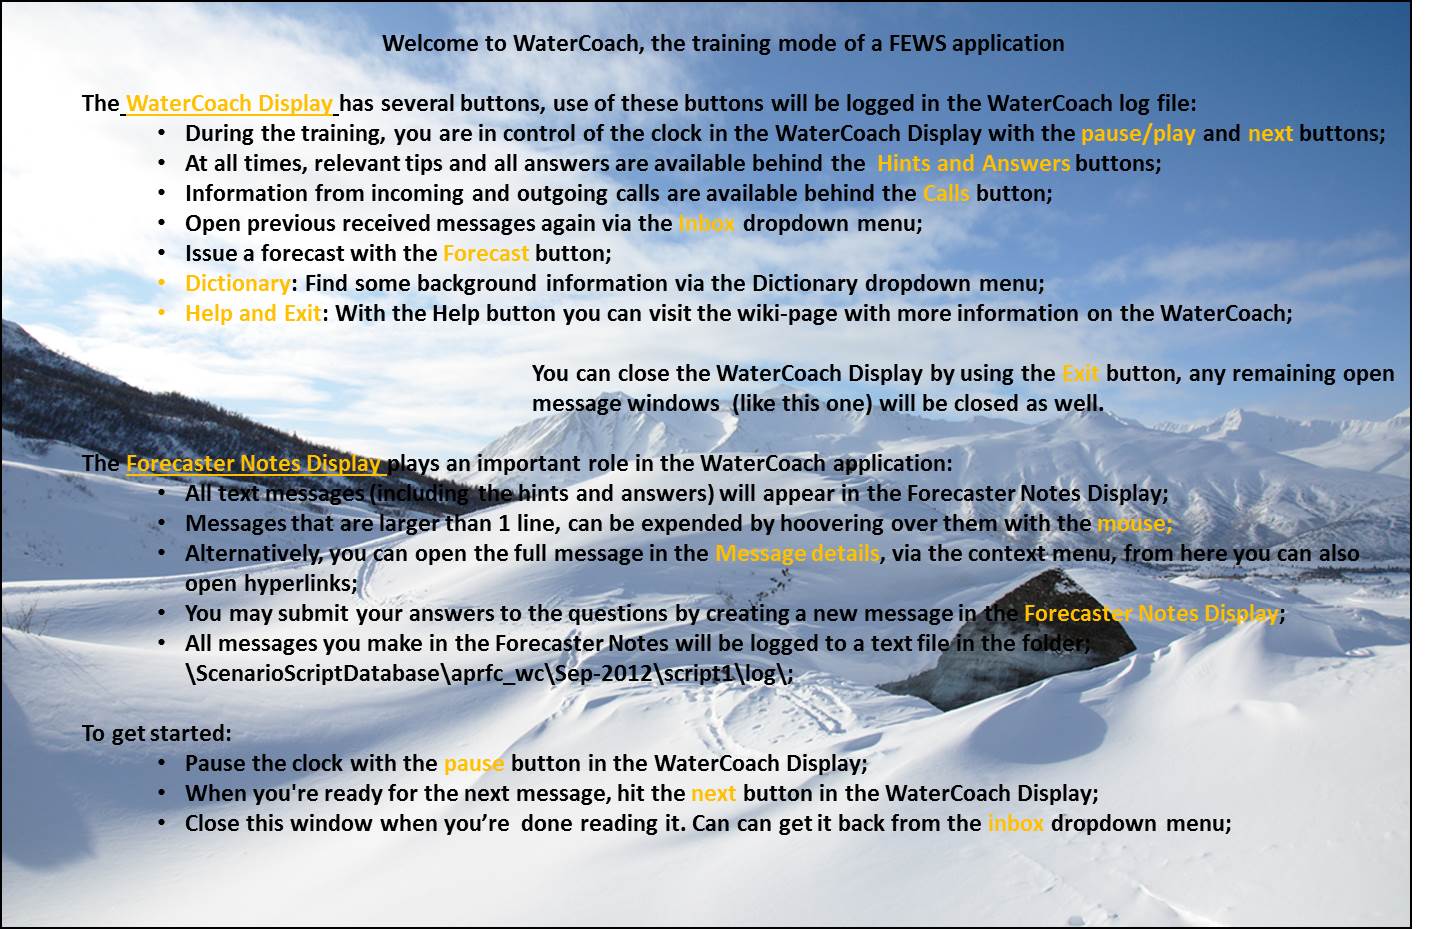 Welcome to WaterCoach, the training mode of a FEWS application
The WaterCoach Display has several buttons, use of these buttons will be logged in the WaterCoach log file:
• During the training, you are in control of the clock in the WaterCoach Display with the pause/play and next buttons;
• At all times, relevant tips and all answers are available behind the Hints and Answers buttons;
• Information from incoming and outgoing calls are available behind the Calls button;
• Open previous received messages again via the inbox dropdown menu;
• Issue a forecast with the Forecast button;
• Dictionary: Find some background information via the Dictionary dropdown menu;
• Help and Exit: With the Help button you can visit the wiki-page with more information on the WaterCoach;
You can close the WaterCoach Display by using the Exit button, any remaining open
message windows (like this one) will be closed as well.
The Forecaster Notes Display plays an important role in the WaterCoach application:
• All text messages (including the hints and answers) will appear in the Forecaster Notes Display;
• Messages that are larger than 1 line, can be expended by hoovering over them with the mouse;
• Alternatively, you can open the full message in the Message details, via the context menu, from here you can also
open hyperlinks;
• You may submit your answers to the questions by creating a new message in the Forecaster Notes Display;
• All messages you make in the Forecaster Notes will be logged to a text file in the folder;
\ScenarioScriptDatabase\aprfc_wc\Sep-2012\script1\log\;
To get started:
• Pause the clock with the pause button in the WaterCoach Display;
• When you're ready for the next message, hit the next button in the WaterCoach Display;
• Close this window when you’re done reading it. Can can get it back from the inbox dropdown menu;